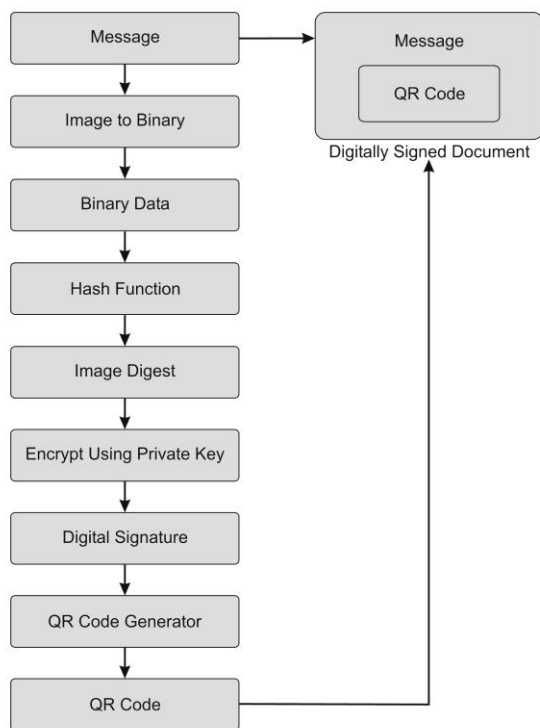 Message
Image to Binary
Binary Data
Hash Function
Image Digest
Encrypt Using Private Key
Digital Signature
QR Code Generator
QR Code
Message
QR Code
Digitally Signed Document